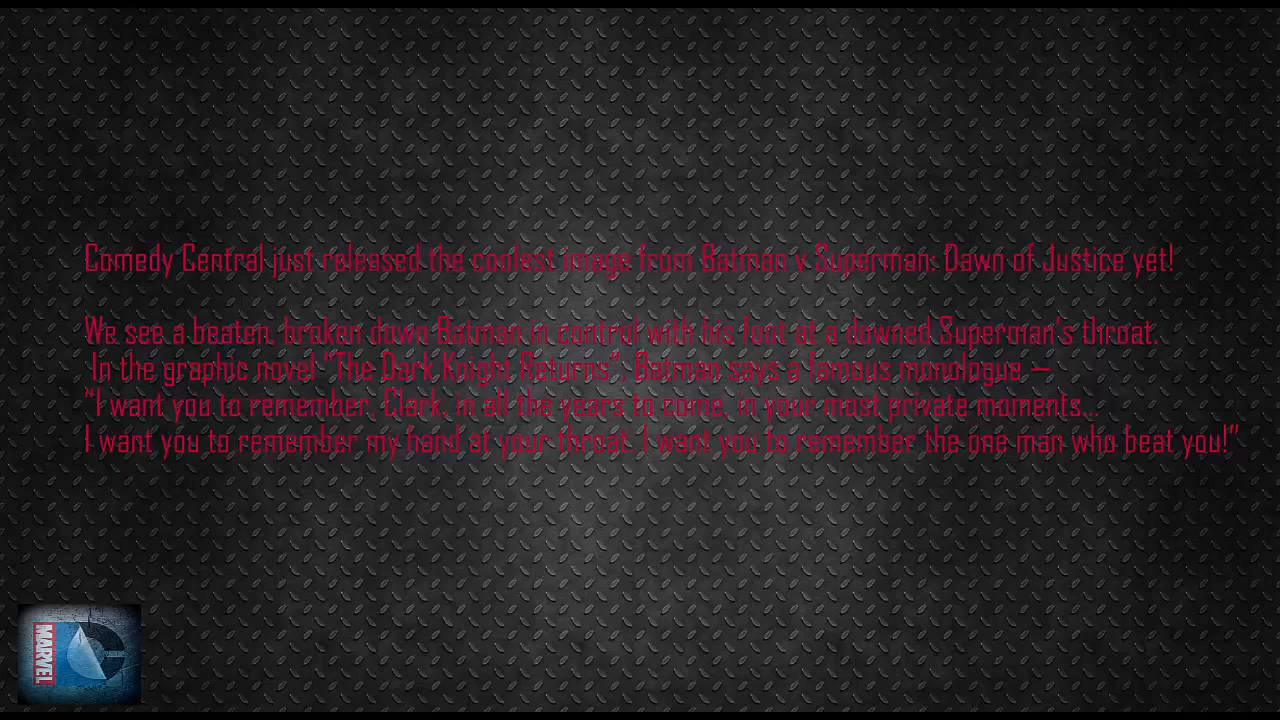 Comedy Central just released the coolest image from Batman v Superman: Dawn of Justice yet!
We see a beaten, broken down Batman in control with his foot at a downed Superman's throat.
In the graphic novel "The Dark Knight Returns", Batman says a famous monologue —
"I want you to remember, Clark, in all the years to come, in your most private moments...
I want you to remember my hand at your throat, I want you to remember the one man who beat you!"
MARVEL
DC